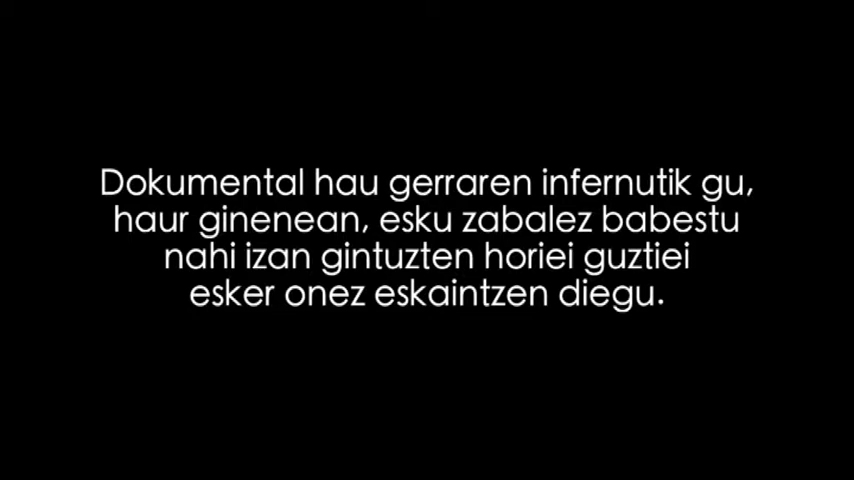 Dokumental hau gerraren infernutik gu,
haur ginenean, esku zabalez babestu
nahi izan gintuzten horiei guztiei
esker onez eskaintzen diegu.